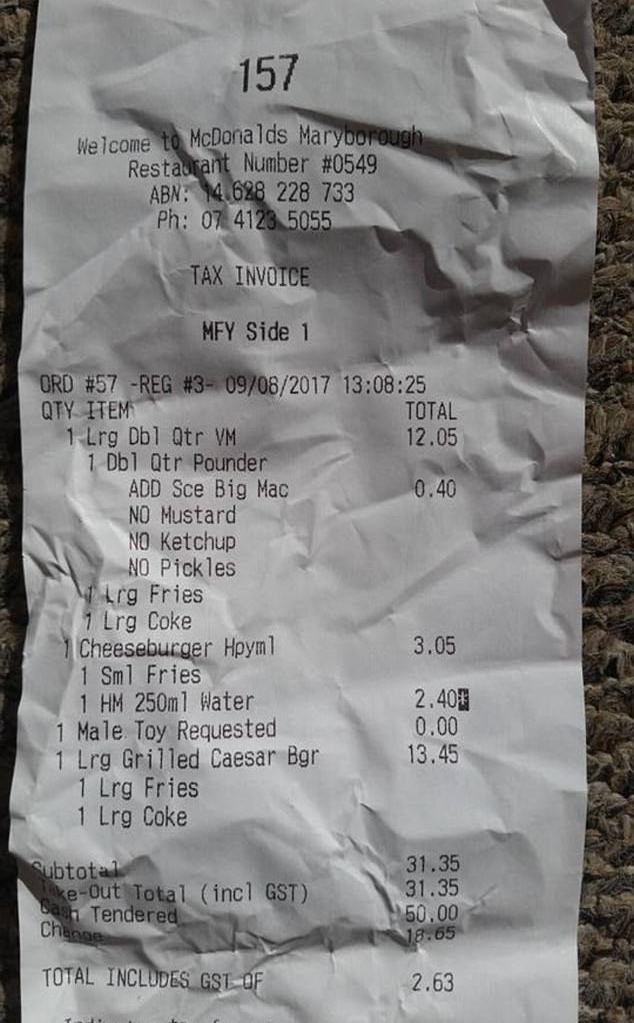 157
Welcome to McDonalds Maryborough
Restaurant Number #0549
ABN: 14 628 228 733
Ph: 07 4123 5055
TAX INVOICE
MFY Side 1
ORD #57 -REG #3- 09/08/2017 13:08:25
QTY ITEM TOTAL
1 Lrg Dbl Qtr VM 12.05
1 Dbl Qtr Pounder
ADD Sce Big Mac 0.40
NO Mustard
NO Ketchup
NO Pickles
1 Lrg Fries
1 Lrg Coke
1 Cheeseburger Hpyml 3.05
1 Sml Fries
1 HM 250ml Water 2.40*
1 Male Toy Requested 0.00
1 Lrg Grilled Caesar Bgr 13.45
1 Lrg Fries
1 Lrg Coke
Subtotal 31.35
Take-Out Total (incl GST) 31.35
Cash Tendered 50.00
Change 18.65
TOTAL INCLUDES GST OF 2.63